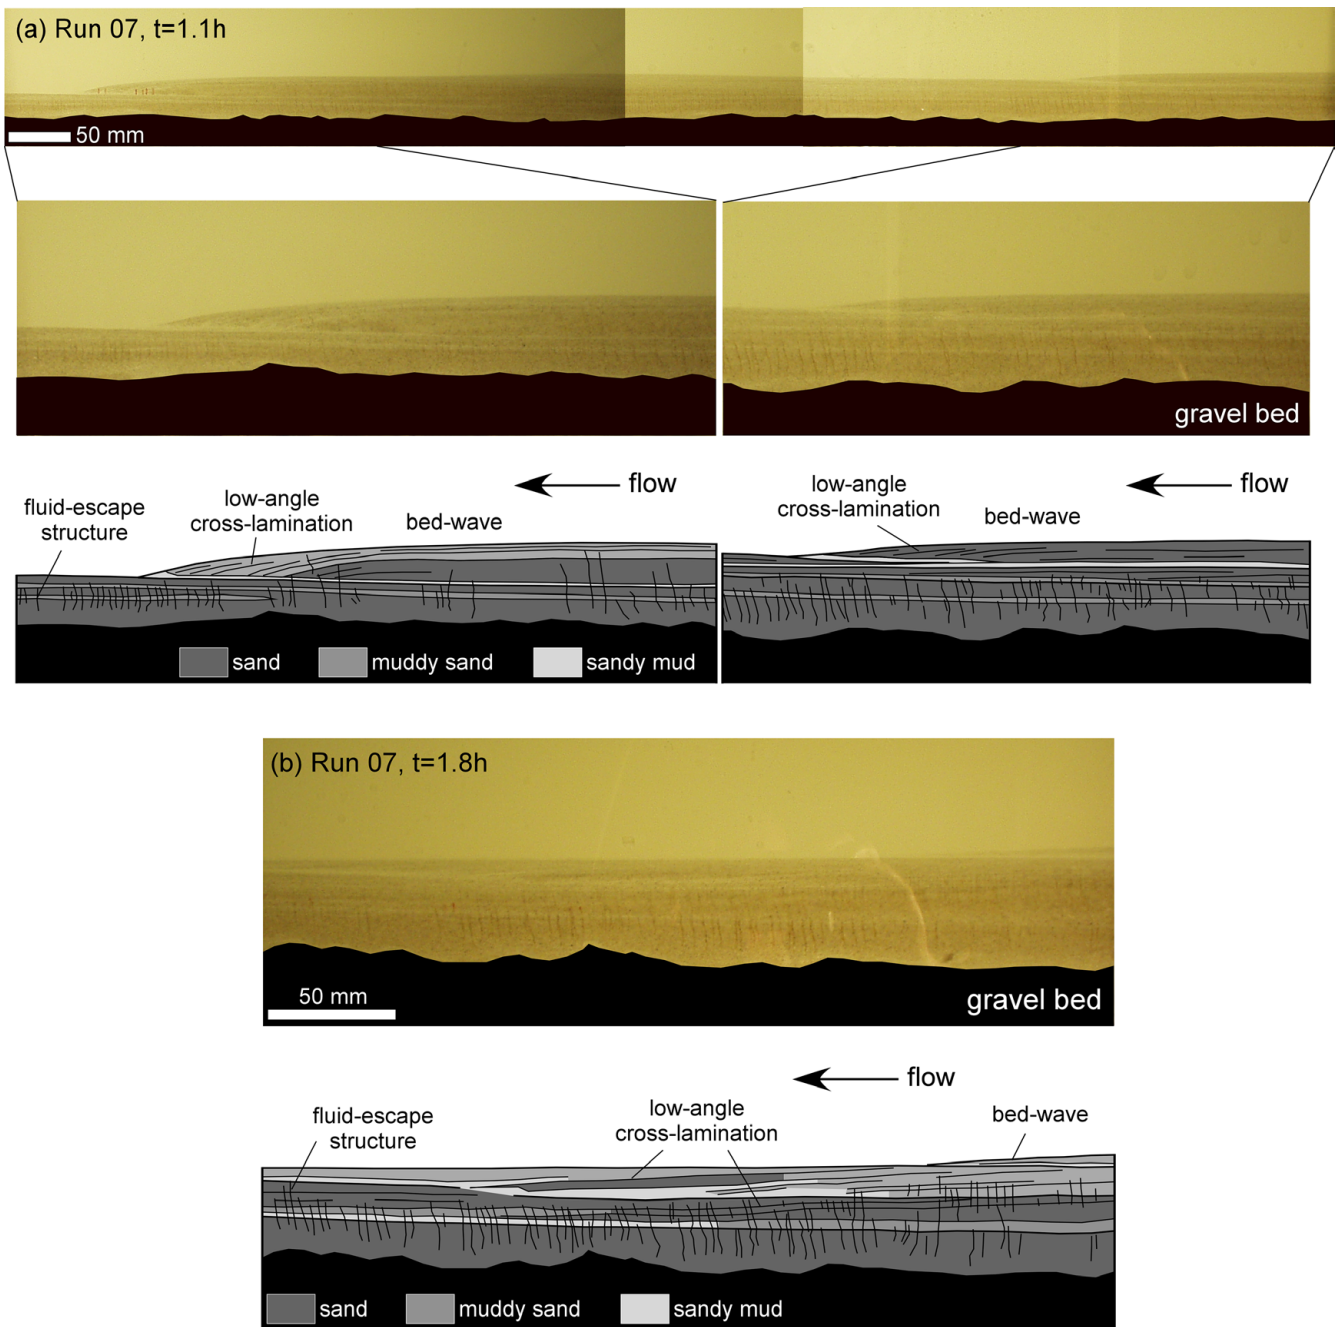 (a) Run 07, t=1.1h
50 mm
gravel bed
flow
flow
fluid-escape
structure
low-angle
cross-lamination
bed-wave
low-angle
cross-lamination
bed-wave
sand
muddy sand
sandy mud
(b) Run 07, t=1.8h
50 mm
gravel bed
flow
fluid-escape
structure
low-angle
cross-lamination
bed-wave
sand
muddy sand
sandy mud